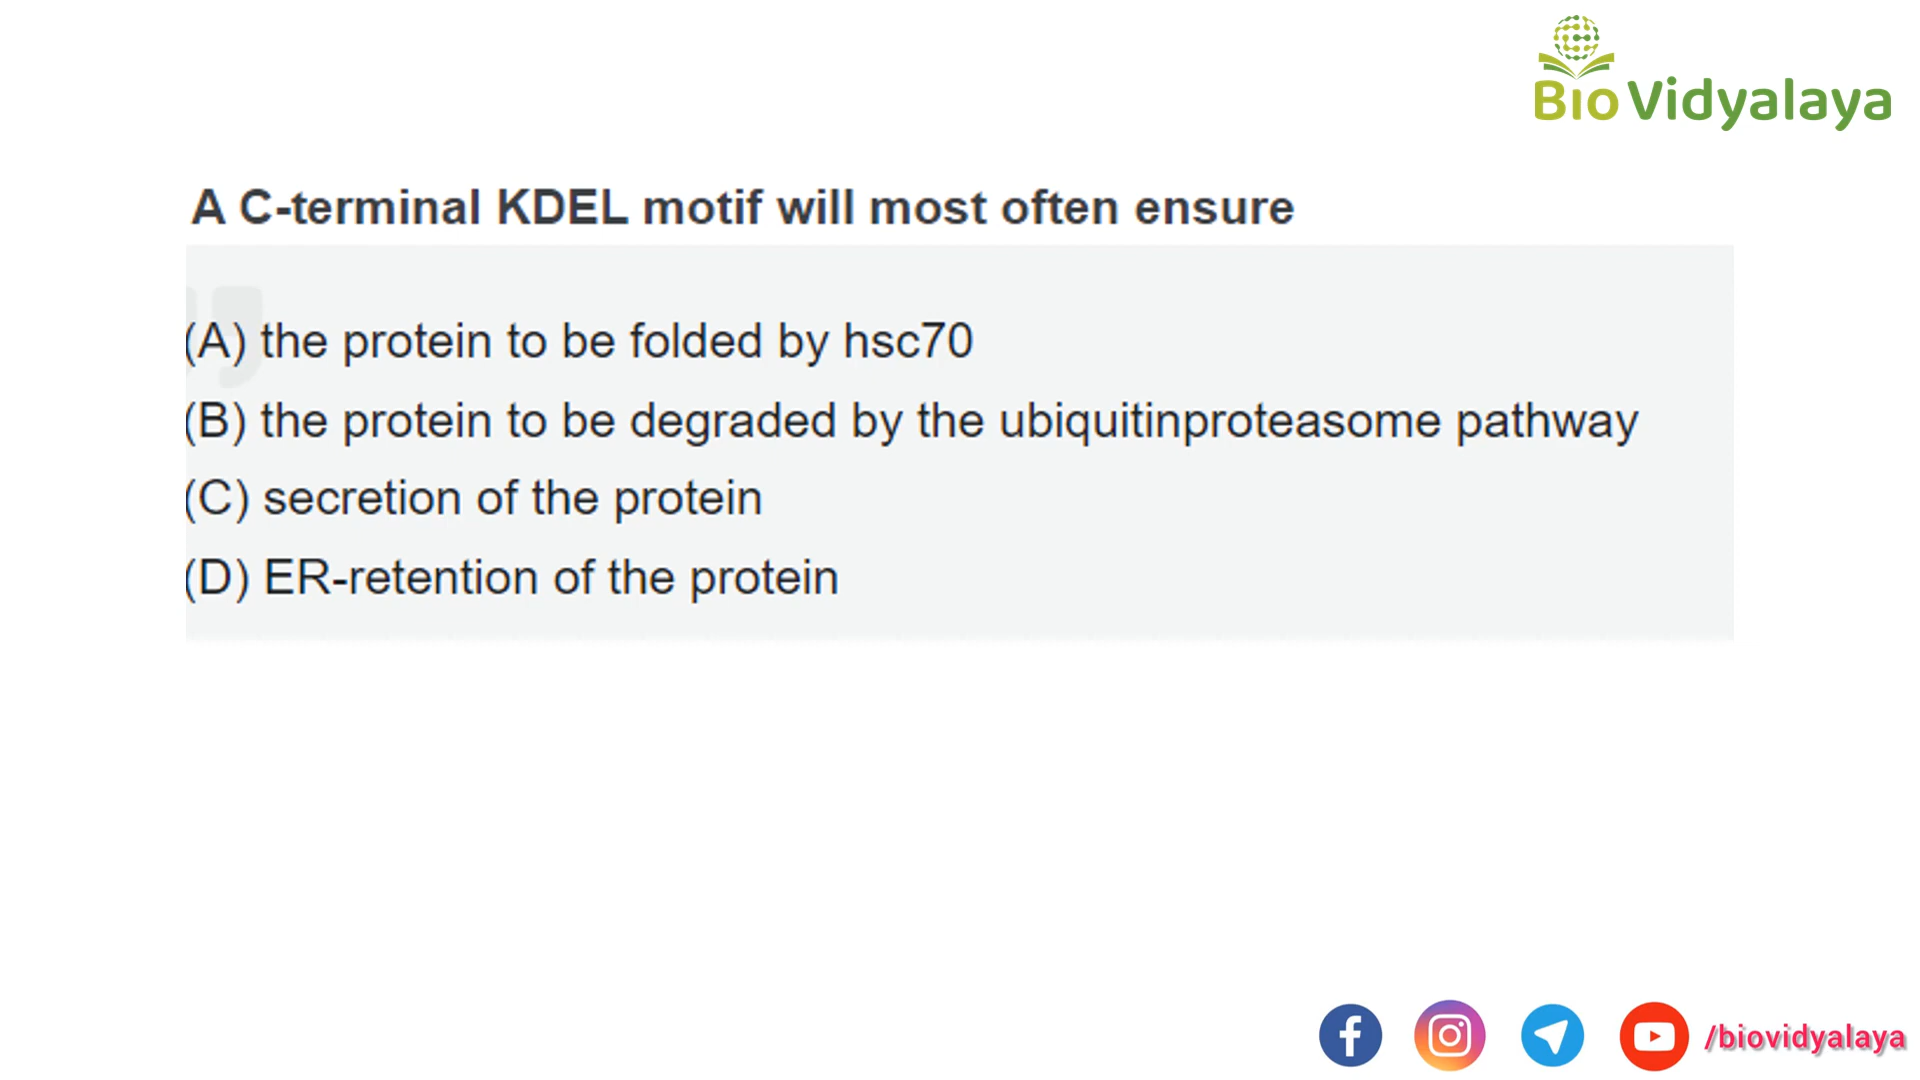 Bio Vidyalaya
A C-terminal KDEL motif will most often ensure
(A) the protein to be folded by hsc70
(B) the protein to be degraded by the ubiquitinproteasome pathway
(C) secretion of the protein
(D) ER-retention of the protein
/biovidyalaya